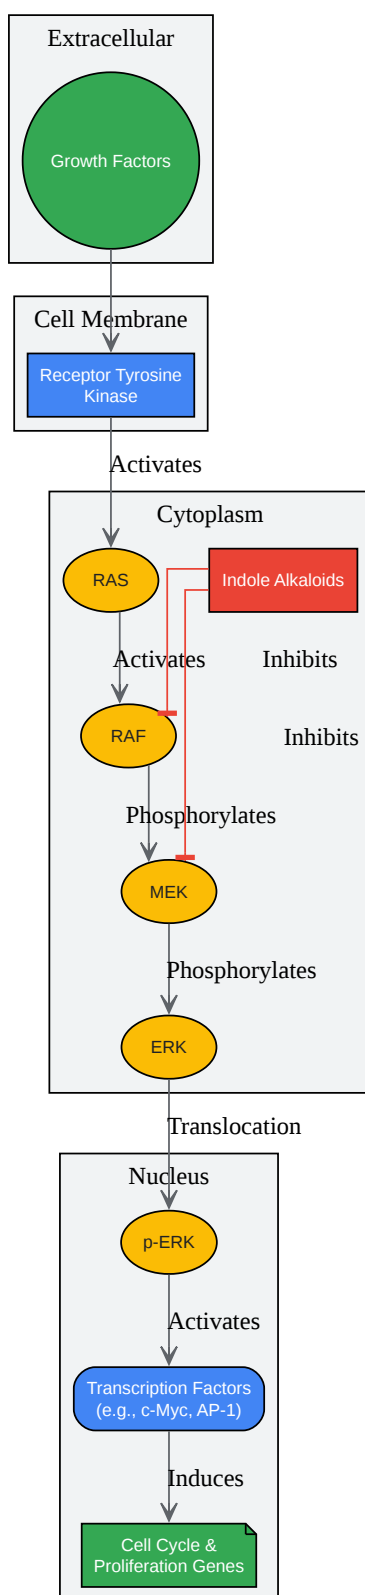 Extracellular
Growth Factors
Cell Membrane
Receptor Tyrosine
Kinase
Activates
Cytoplasm
RAS
Indole Alkaloids
Activates
Inhibits
RAF
Inhibits
Phosphorylates
MEK
Phosphorylates
ERK
Translocation
Nucleus
p-ERK
Activates
Transcription Factors
(e.g., c-Myc, AP-1)
Induces
Cell Cycle &
Proliferation Genes